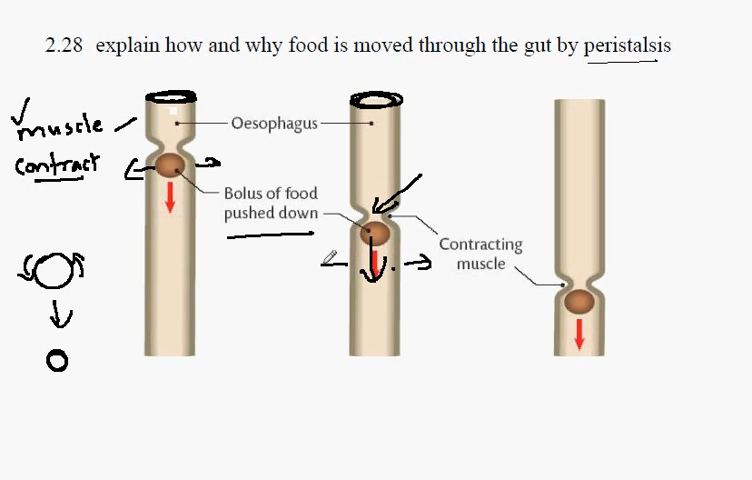 2.28 explain how and why food is moved through the gut by peristalsis
muscle
contract
Oesophagus
Bolus of food
pushed down
Contracting
muscle